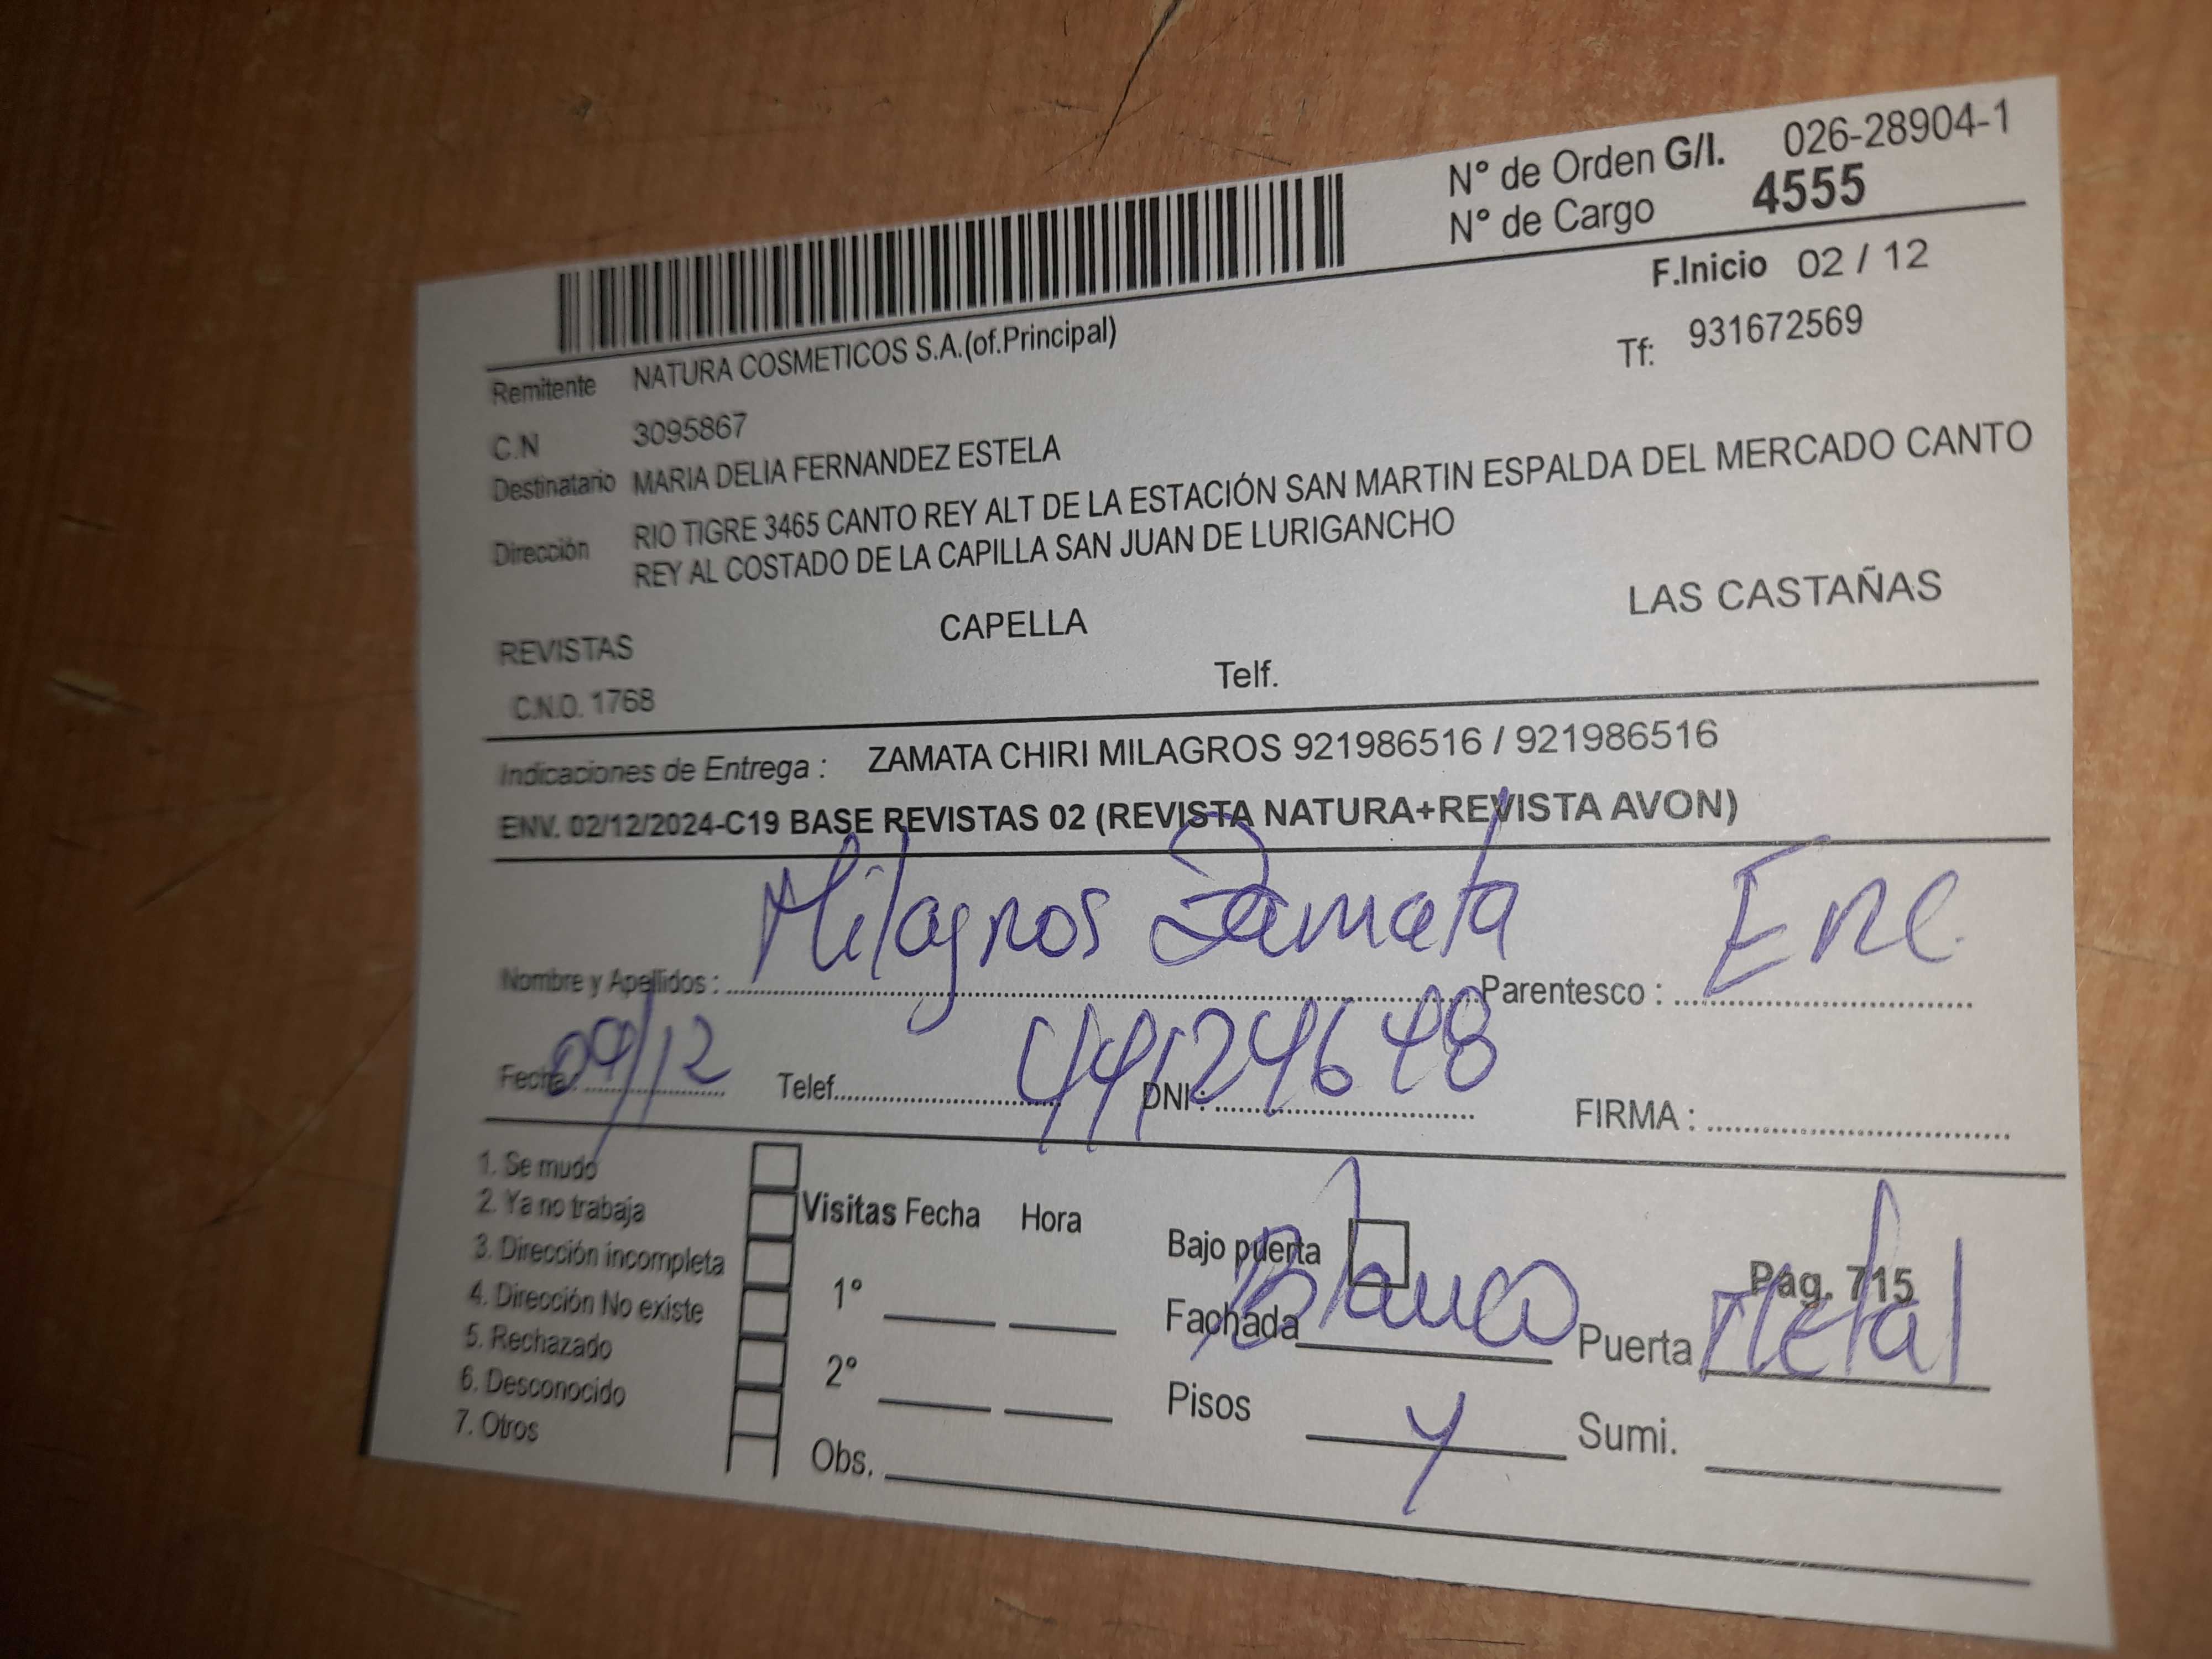 N° de Orden G/I. 026-28904-1
N° de Cargo 4555
F.Inicio 02 / 12
Remitente NATURA COSMETICOS S.A.(of.Principal)
Tf: 931672569
C.N 3095867
Destinatario MARIA DELIA FERNANDEZ ESTELA
Dirección RIO TIGRE 3465 CANTO REY ALT DE LA ESTACIÓN SAN MARTIN ESPALDA DEL MERCADO CANTO
REY AL COSTADO DE LA CAPILLA SAN JUAN DE LURIGANCHO
REVISTAS CAPELLA LAS CASTAÑAS
C.N.O. 1768 Telf.
Indicaciones de Entrega : ZAMATA CHIRI MILAGROS 921986516 / 921986516
ENV. 02/12/2024-C19 BASE REVISTAS 02 (REVISTA NATURA+REVISTA AVON)
Nombre y Apellidos : Milagros Zamata Parentesco : Enc.
Fecha : 04/12 Telef. DNI : 44124648 FIRMA :
1. Se mudo
2. Ya no trabaja
3. Dirección incompleta
4. Dirección No existe
5. Rechazado
6. Desconocido
7. Otros
Visitas Fecha Hora
1°
2°
Obs.
Bajo puerta
Pág. 715
Fachada Blanco Puerta Metal
Pisos 4 Sumi.